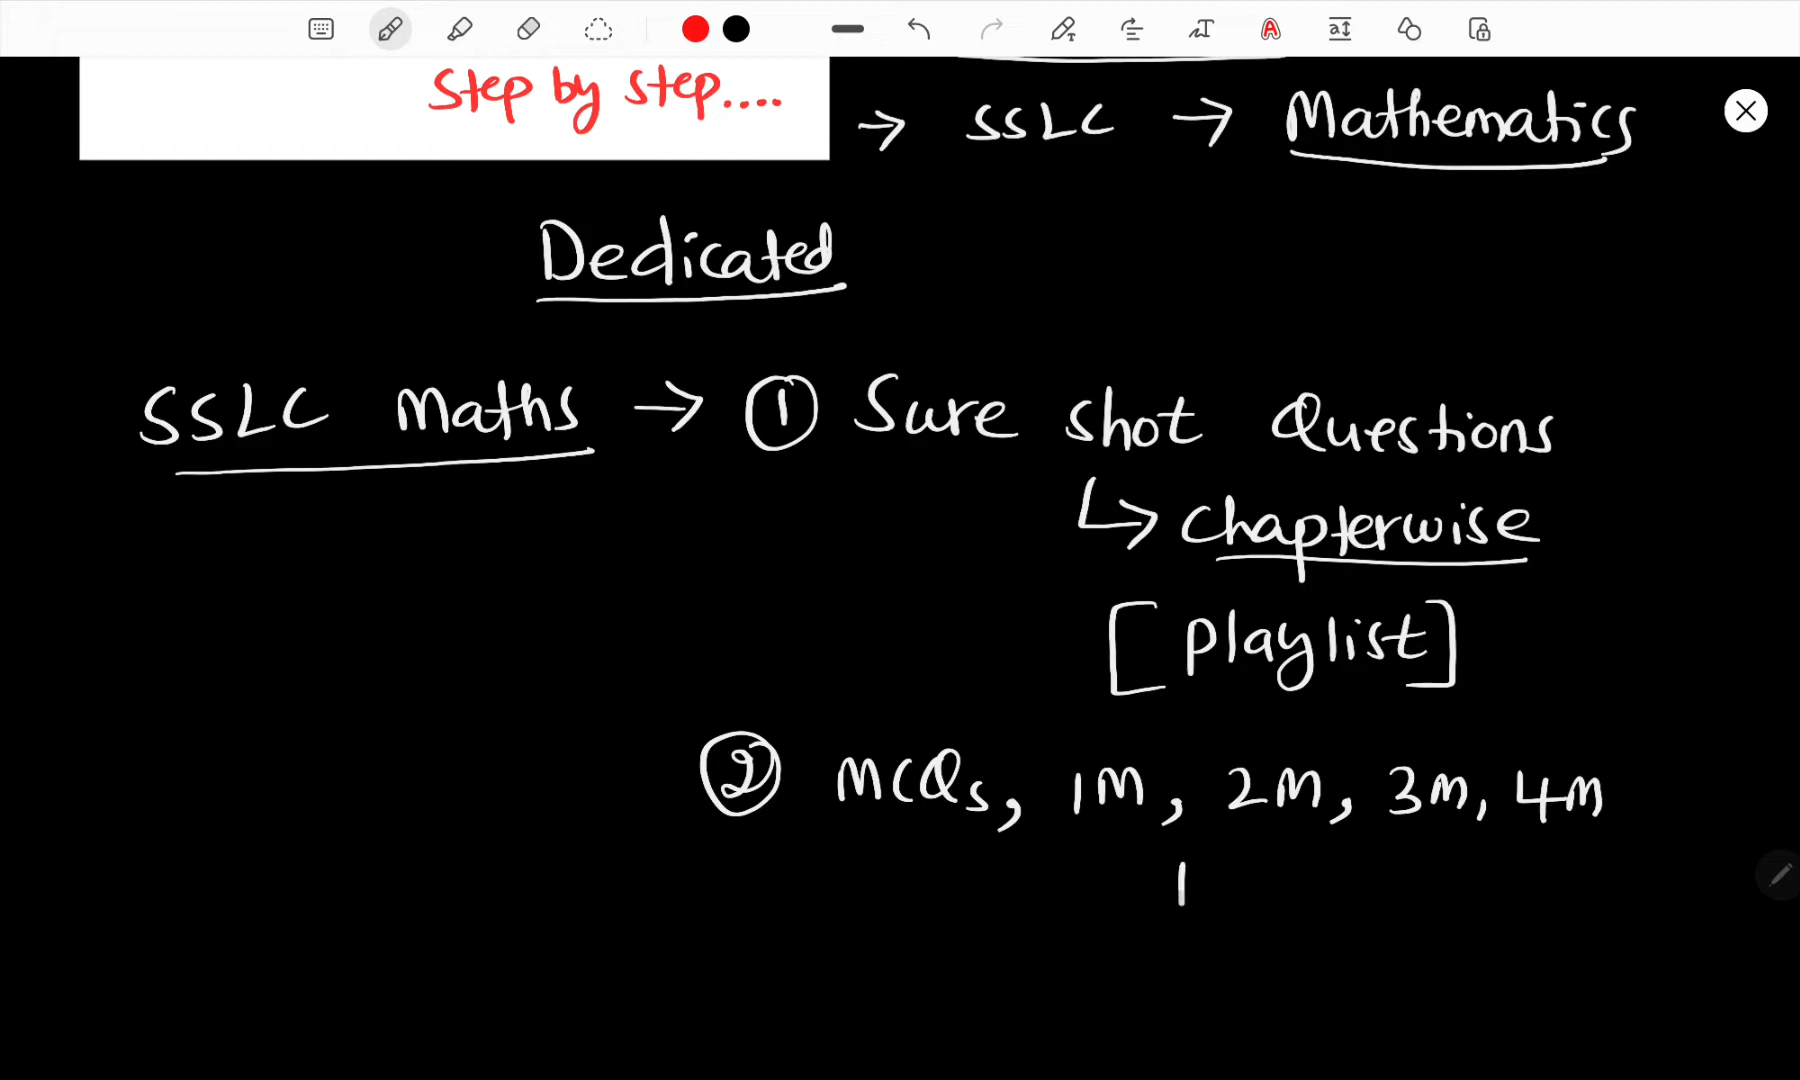 Step by step....
→ SSLC → Mathematics
Dedicated
SSLC Maths → ① Sure shot Questions
↳ Chapterwise
[Playlist]
② MCQs, 1M, 2M, 3M, 4M
|